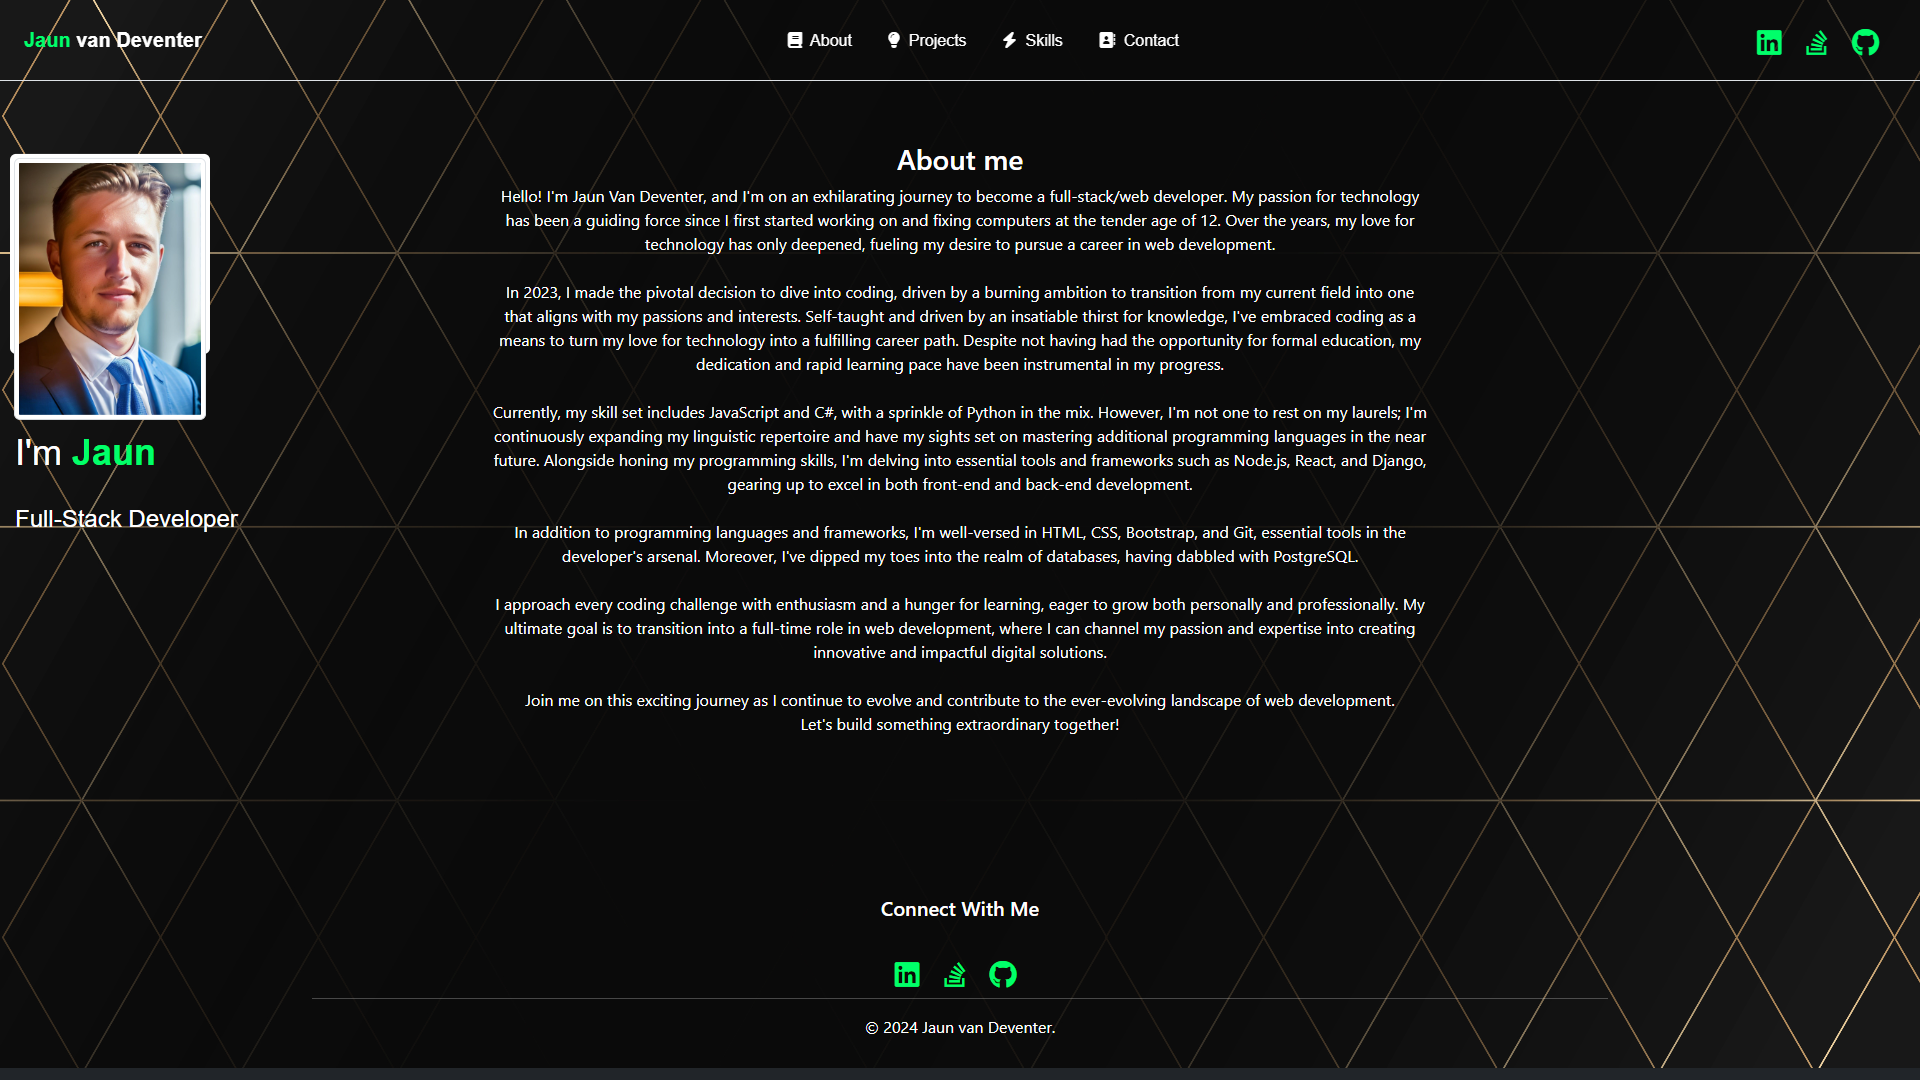 Jaun van Deventer
About
Projects
Skills
Contact
I'm Jaun
Full-Stack Developer
About me
Hello! I'm Jaun Van Deventer, and I'm on an exhilarating journey to become a full-stack/web developer. My passion for technology
has been a guiding force since I first started working on and fixing computers at the tender age of 12. Over the years, my love for
technology has only deepened, fueling my desire to pursue a career in web development.
In 2023, I made the pivotal decision to dive into coding, driven by a burning ambition to transition from my current field into one
that aligns with my passions and interests. Self-taught and driven by an insatiable thirst for knowledge, I've embraced coding as a
means to turn my love for technology into a fulfilling career path. Despite not having had the opportunity for formal education, my
dedication and rapid learning pace have been instrumental in my progress.
Currently, my skill set includes JavaScript and C#, with a sprinkle of Python in the mix. However, I'm not one to rest on my laurels; I'm
continuously expanding my linguistic repertoire and have my sights set on mastering additional programming languages in the near
future. Alongside honing my programming skills, I'm delving into essential tools and frameworks such as Node.js, React, and Django,
gearing up to excel in both front-end and back-end development.
In addition to programming languages and frameworks, I'm well-versed in HTML, CSS, Bootstrap, and Git, essential tools in the
developer's arsenal. Moreover, I've dipped my toes into the realm of databases, having dabbled with PostgreSQL.
I approach every coding challenge with enthusiasm and a hunger for learning, eager to grow both personally and professionally. My
ultimate goal is to transition into a full-time role in web development, where I can channel my passion and expertise into creating
innovative and impactful digital solutions.
Join me on this exciting journey as I continue to evolve and contribute to the ever-evolving landscape of web development.
Let's build something extraordinary together!
Connect With Me
© 2024 Jaun van Deventer.